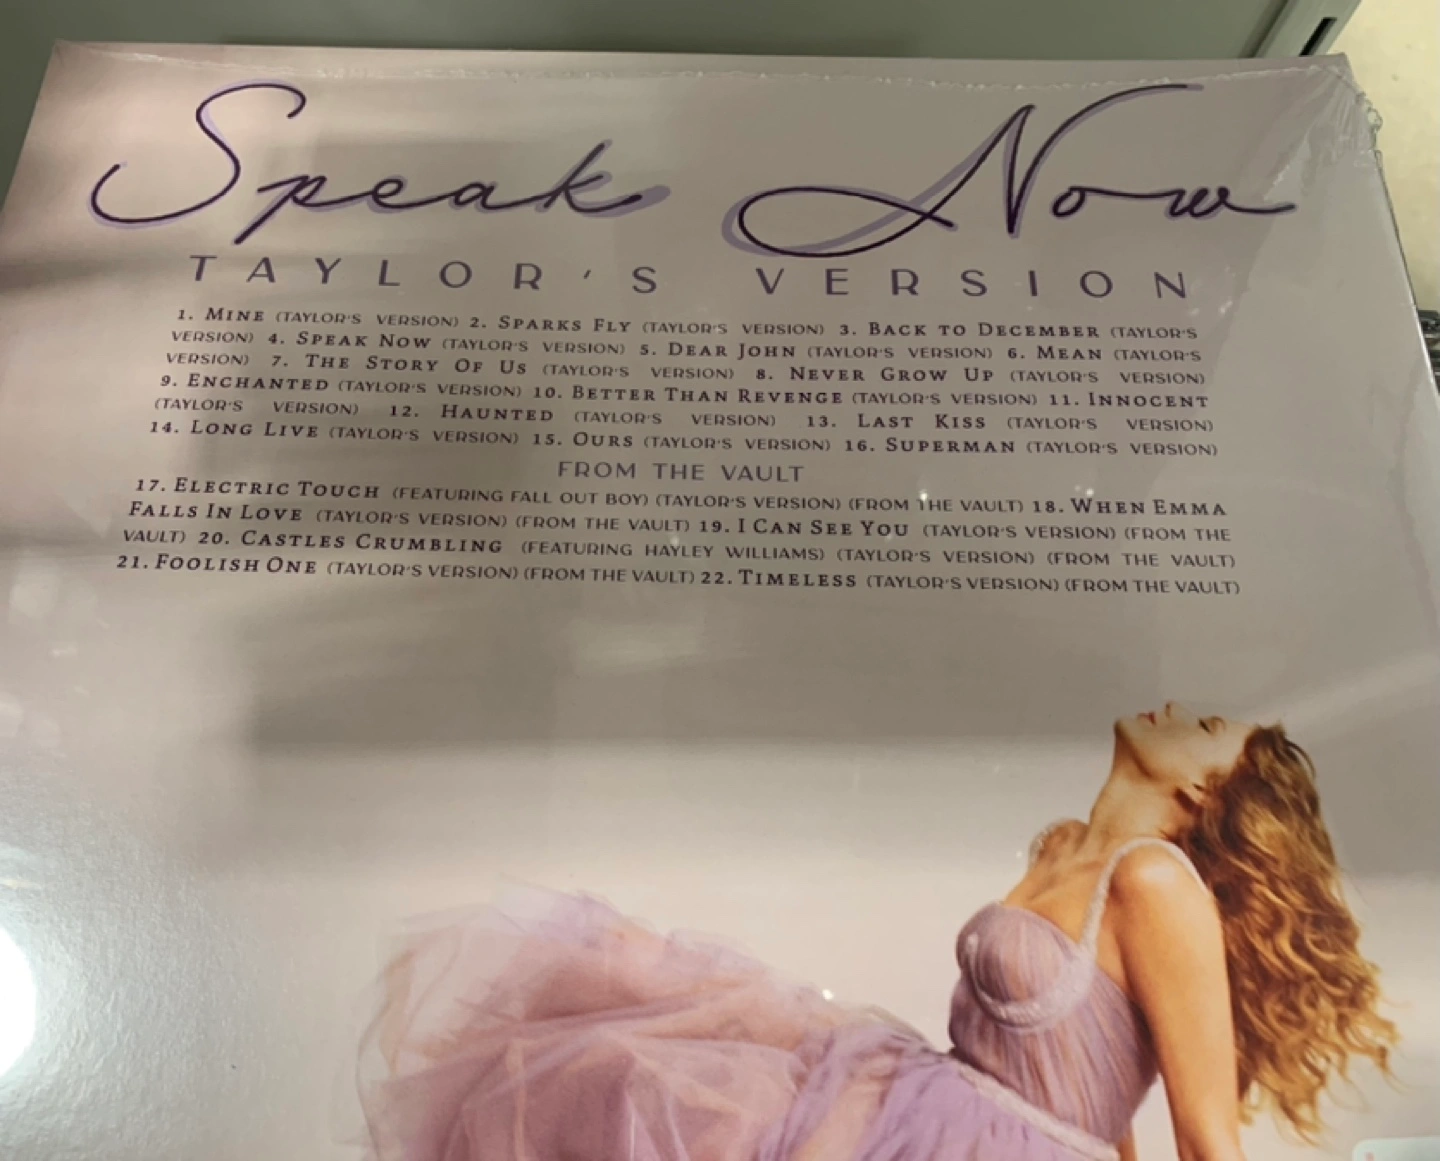 Speak Now
TAYLOR'S VERSION
1. MINE (TAYLOR'S VERSION) 2. SPARKS FLY (TAYLOR'S VERSION) 3. BACK TO DECEMBER (TAYLOR'S
VERSION) 4. SPEAK NOW (TAYLOR'S VERSION) 5. DEAR JOHN (TAYLOR'S VERSION) 6. MEAN (TAYLOR'S
VERSION) 7. THE STORY OF US (TAYLOR'S VERSION) 8. NEVER GROW UP (TAYLOR'S VERSION)
9. ENCHANTED (TAYLOR'S VERSION) 10. BETTER THAN REVENGE (TAYLOR'S VERSION) 11. INNOCENT
(TAYLOR'S VERSION) 12. HAUNTED (TAYLOR'S VERSION) 13. LAST KISS (TAYLOR'S VERSION)
14. LONG LIVE (TAYLOR'S VERSION) 15. OURS (TAYLOR'S VERSION) 16. SUPERMAN (TAYLOR'S VERSION)
FROM THE VAULT
17. ELECTRIC TOUCH (FEATURING FALL OUT BOY) (TAYLOR'S VERSION) (FROM THE VAULT) 18. WHEN EMMA
FALLS IN LOVE (TAYLOR'S VERSION) (FROM THE VAULT) 19. I CAN SEE YOU (TAYLOR'S VERSION) (FROM THE
VAULT) 20. CASTLES CRUMBLING (FEATURING HAYLEY WILLIAMS) (TAYLOR'S VERSION) (FROM THE VAULT)
21. FOOLISH ONE (TAYLOR'S VERSION) (FROM THE VAULT) 22. TIMELESS (TAYLOR'S VERSION) (FROM THE VAULT)